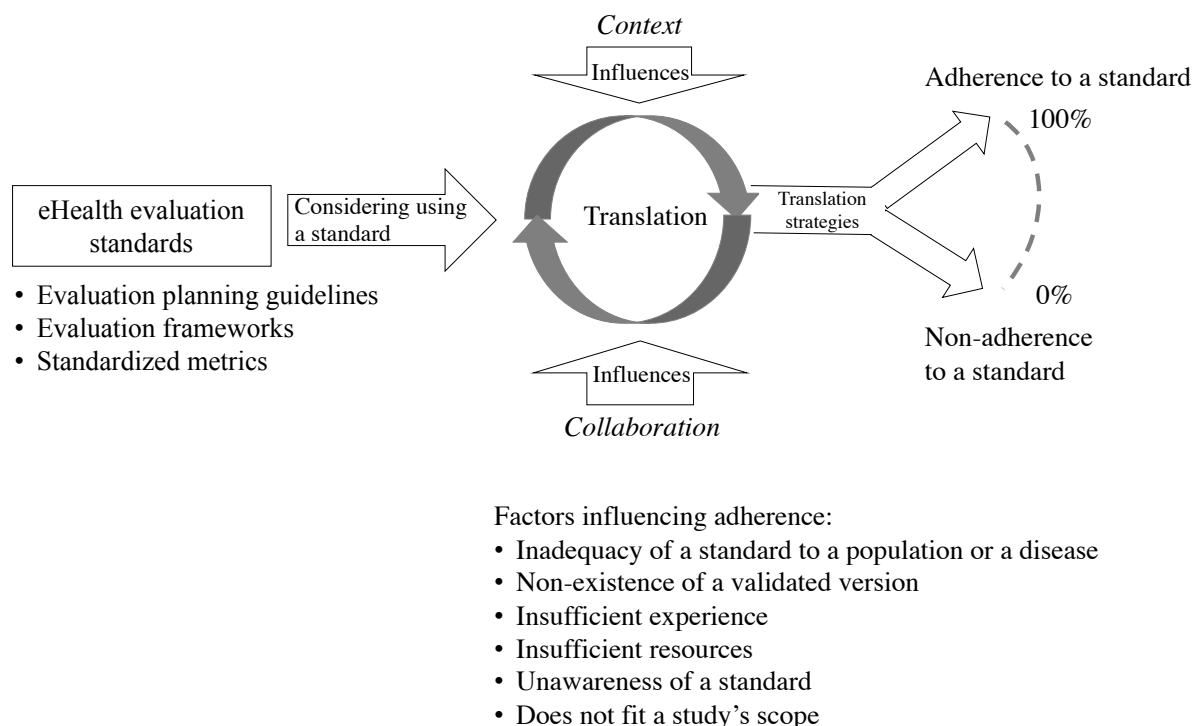 Context
Influences
Adherence to a standard
100%
eHealth evaluation
standards
Considering using
a standard
Translation
Translation
strategies
• Evaluation planning guidelines
• Evaluation frameworks
• Standardized metrics
0%
Non-adherence
to a standard
Influences
Collaboration
Factors influencing adherence:
• Inadequacy of a standard to a population or a disease
• Non-existence of a validated version
• Insufficient experience
• Insufficient resources
• Unawareness of a standard
• Does not fit a study’s scope